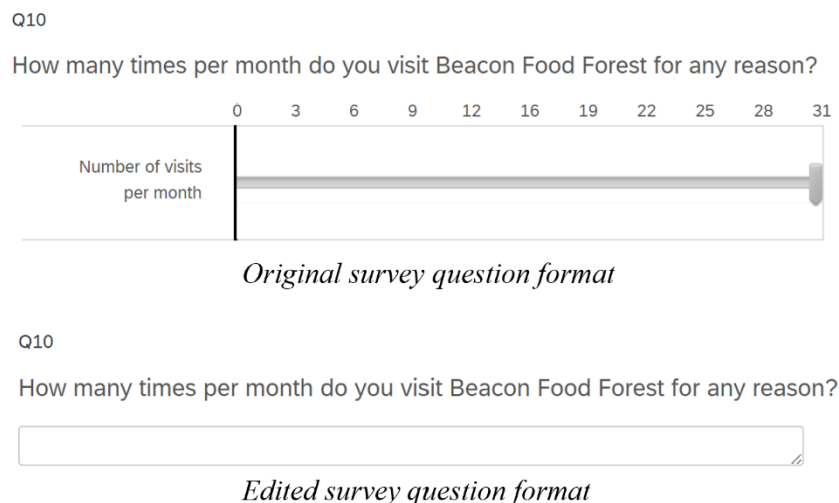 Q10
How many times per month do you visit Beacon Food Forest for any reason?
0 3 6 9 12 16 19 22 25 28 31
Number of visits
per month
Original survey question format
Q10
How many times per month do you visit Beacon Food Forest for any reason?
Edited survey question format